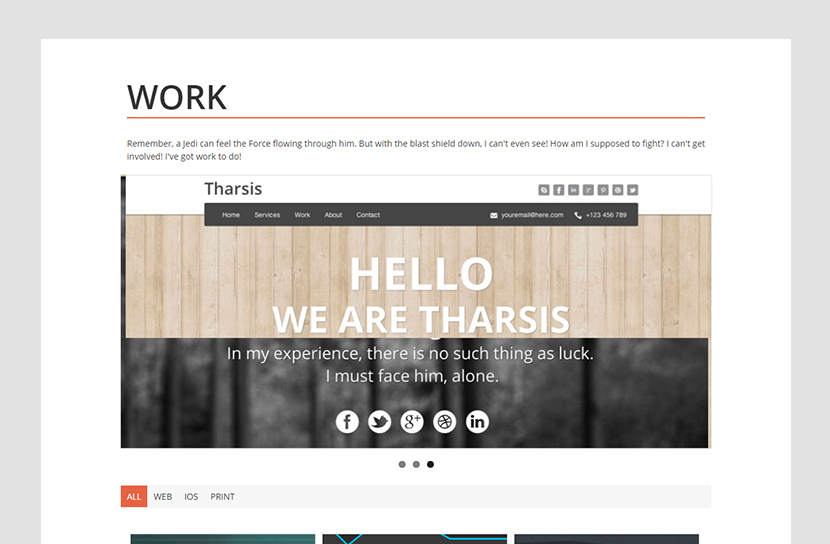 WORK
Remember, a Jedi can feel the Force flowing through him. But with the blast shield down, I can't even see! How am I supposed to fight? I can't get
involved! I've got work to do!
Tharsis
Home Services Work About Contact youremail@here.com +123 456 789
HELLO
WE ARE THARSIS
In my experience, there is no such thing as luck.
I must face him, alone.
ALL WEB IOS PRINT